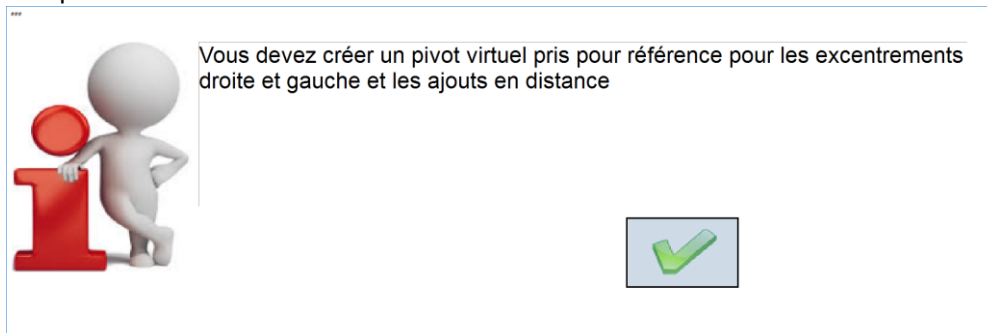 ***
Vous devez créer un pivot virtuel pris pour référence pour les excentrements
droite et gauche et les ajouts en distance